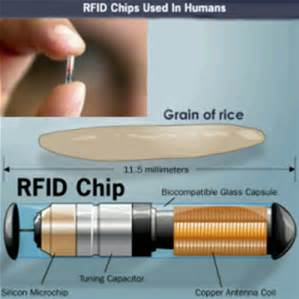 RFID Chips Used In Humans
Grain of rice
11.5 millimeters
RFID Chip
Biocompatible Glass Capsule
Tuning Capacitor
Silicon Microchip
Copper Antenna Coil